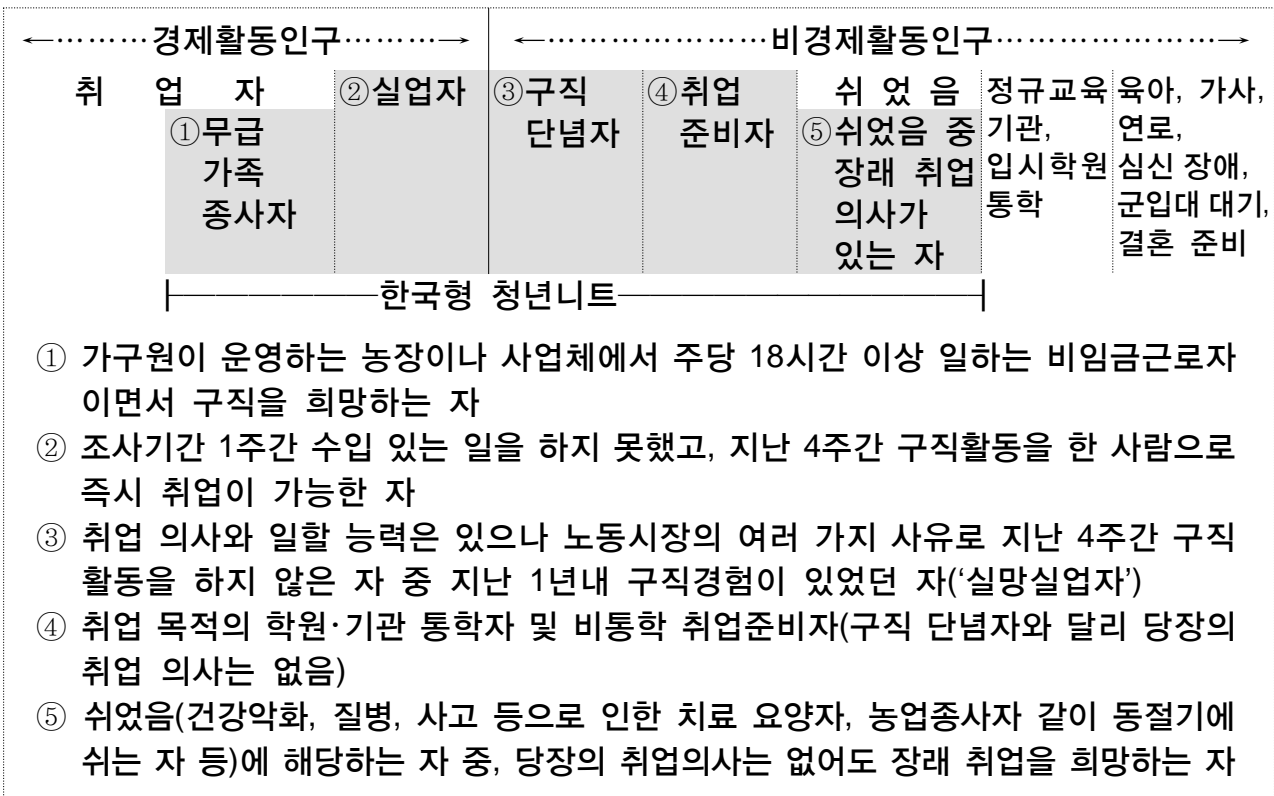 ←………경제활동인구………→ ←…………………비경제활동인구…………………→
취 업 자 ②실업자 ③구직 ④취업 쉬 었 음 정규교육 육아, 가사,
①무급 단념자 준비자 ⑤쉬었음 중 기관, 연로,
가족 장래 취업 입시학원 심신 장애,
종사자 의사가 통학 군입대 대기,
있는 자 결혼 준비
한국형 청년니트
① 가구원이 운영하는 농장이나 사업체에서 주당 18시간 이상 일하는 비임금근로자
이면서 구직을 희망하는 자
② 조사기간 1주간 수입 있는 일을 하지 못했고, 지난 4주간 구직활동을 한 사람으로
즉시 취업이 가능한 자
③ 취업 의사와 일할 능력은 있으나 노동시장의 여러 가지 사유로 지난 4주간 구직
활동을 하지 않은 자 중 지난 1년내 구직경험이 있었던 자(‘실망실업자’)
④ 취업 목적의 학원·기관 통학자 및 비통학 취업준비자(구직 단념자와 달리 당장의
취업 의사는 없음)
⑤ 쉬었음(건강악화, 질병, 사고 등으로 인한 치료 요양자, 농업종사자 같이 동절기에
쉬는 자 등)에 해당하는 자 중, 당장의 취업의사는 없어도 장래 취업을 희망하는 자